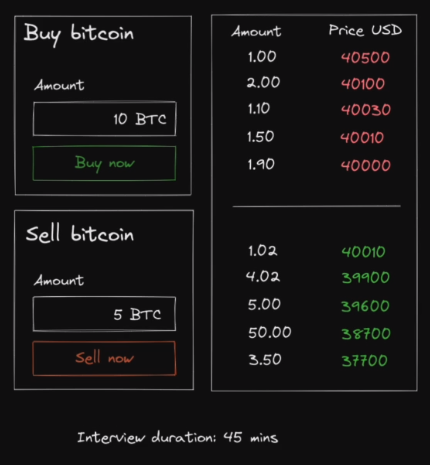 Buy bitcoin
Amount
10 BTC
Buy now
Sell bitcoin
Amount
5 BTC
Sell now
Amount Price USD
1.00 40500
2.00 40100
1.10 40030
1.50 40010
1.90 40000
1.02 40010
4.02 39900
5.00 39600
50.00 38700
3.50 37700
Interview duration: 45 mins